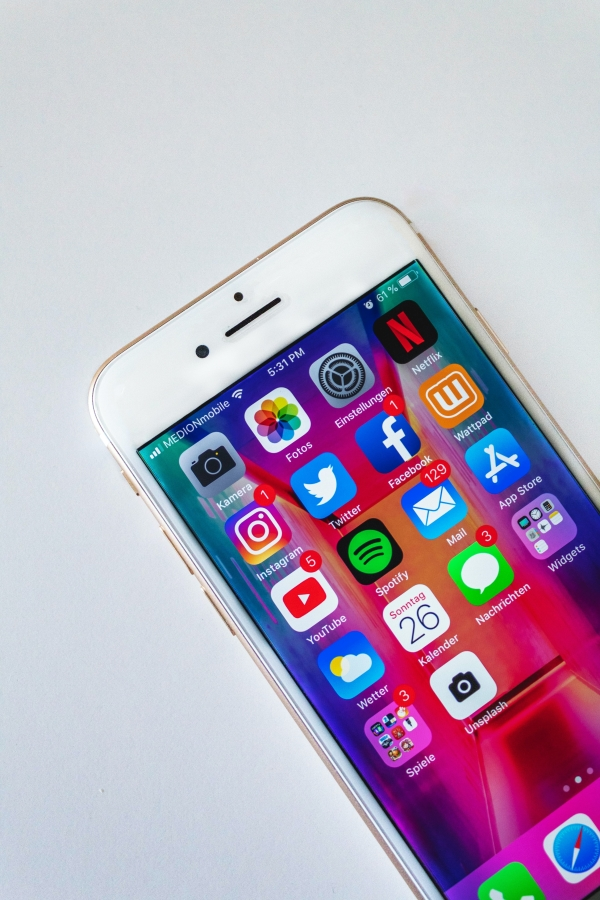 MEDIONmobile 5:31 PM 61 %
Kamera Fotos Einstellungen Netflix
1 1
Instagram Twitter Facebook Wattpad
5 129
YouTube Spotify Mail App Store
Sonntag
26 3
Wetter Kalender Nachrichten Widgets
3
Spiele Unsplash